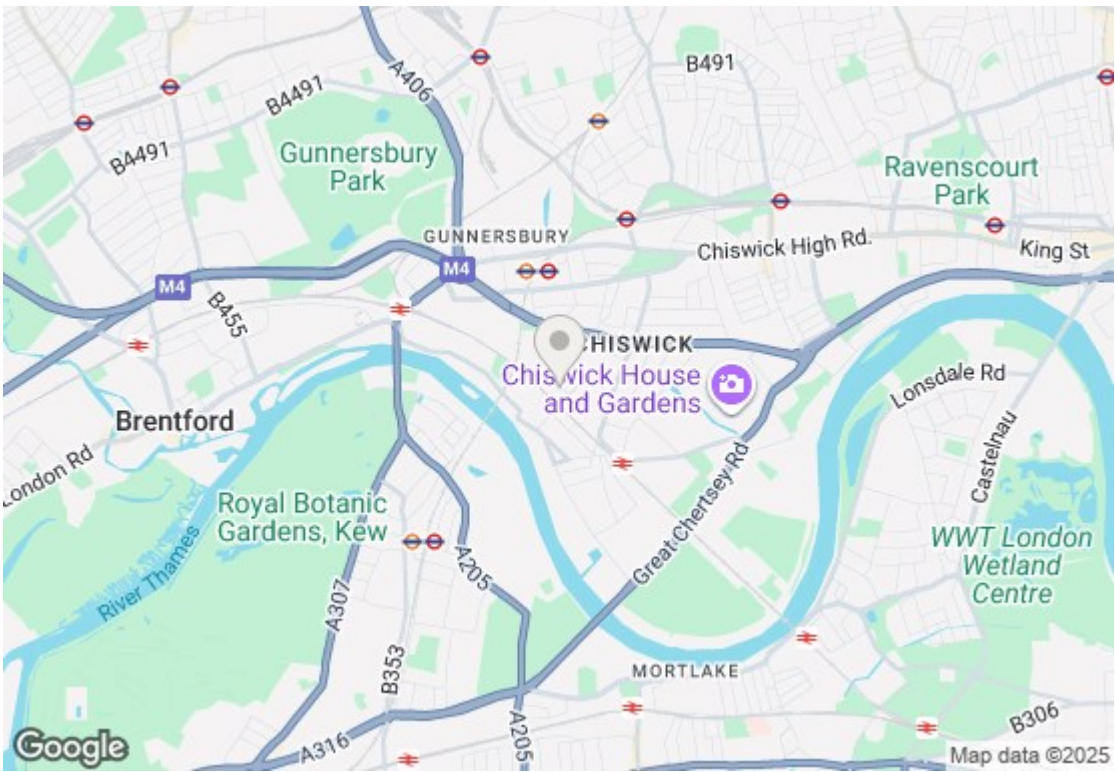 A406
B491
B4491
B4491
Gunnersbury
Park
Ravenscourt
Park
GUNNERSBURY
Chiswick High Rd.
King St
M4
M4
B455
CHISWICK
Chiswick House
and Gardens
Lonsdale Rd
Brentford
London Rd
Castelnau
Royal Botanic
Gardens, Kew
Great Chertsey Rd
WWT London
Wetland
Centre
River Thames
A205
A307
B353
MORTLAKE
A205
B306
A316
Google
Map data ©2025